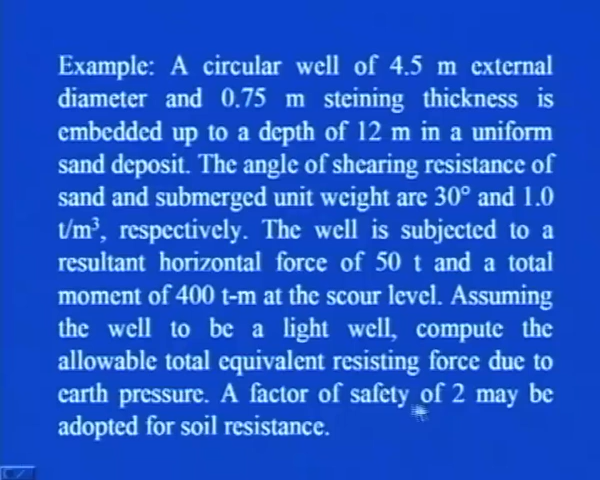 Example: A circular well of 4.5 m external
diameter and 0.75 m steining thickness is
embedded up to a depth of 12 m in a uniform
sand deposit. The angle of shearing resistance of
sand and submerged unit weight are 30° and 1.0
t/m³, respectively. The well is subjected to a
resultant horizontal force of 50 t and a total
moment of 400 t-m at the scour level. Assuming
the well to be a light well, compute the
allowable total equivalent resisting force due to
earth pressure. A factor of safety of 2 may be
adopted for soil resistance.